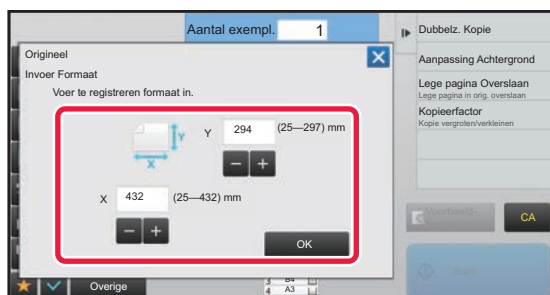 Aantal exempl. 1
Origineel
Invoer Formaat
Voer te registreren formaat in.
Y
X
Y 294 (25—297) mm
X 432 (25—432) mm
OK
Dubbelz. Kopie
Aanpassing Achtergrond
Lege pagina Overslaan
Lege pagina in orig. overslaan
Kopieerfactor
Kopie vergroten/verkleinen
CA
Start
Overige
B4
4 A3